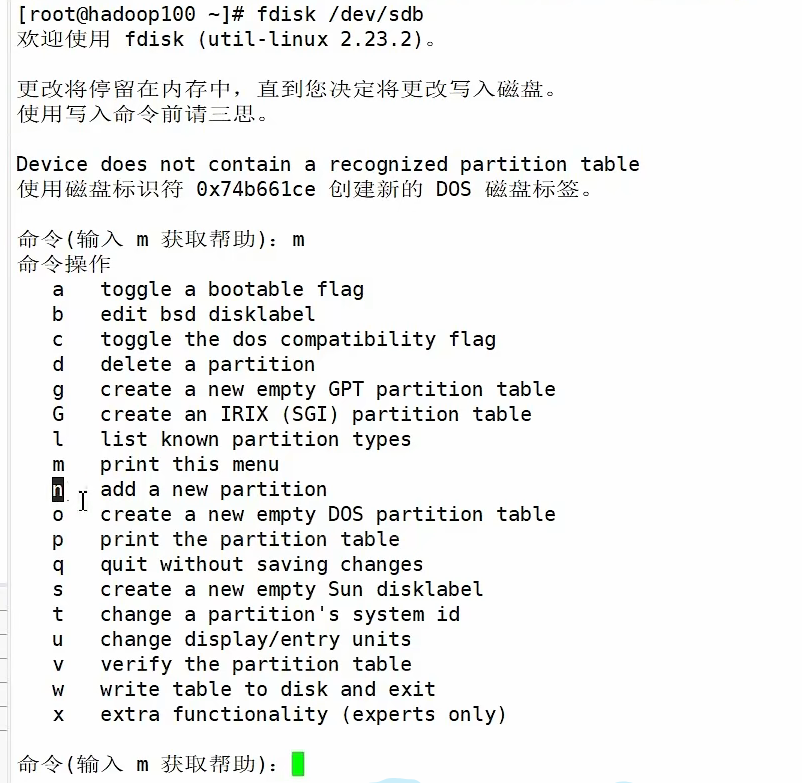 [root@hadoop100 ~]# fdisk /dev/sdb
欢迎使用 fdisk (util-linux 2.23.2)。
更改将停留在内存中，直到您决定将更改写入磁盘。
使用写入命令前请三思。
Device does not contain a recognized partition table
使用磁盘标识符 0x74b661ce 创建新的 DOS 磁盘标签。
命令(输入 m 获取帮助)：m
命令操作
a   toggle a bootable flag
b   edit bsd disklabel
c   toggle the dos compatibility flag
d   delete a partition
g   create a new empty GPT partition table
G   create an IRIX (SGI) partition table
l   list known partition types
m   print this menu
n   add a new partition
o   create a new empty DOS partition table
p   print the partition table
q   quit without saving changes
s   create a new empty Sun disklabel
t   change a partition's system id
u   change display/entry units
v   verify the partition table
w   write table to disk and exit
x   extra functionality (experts only)
命令(输入 m 获取帮助)：